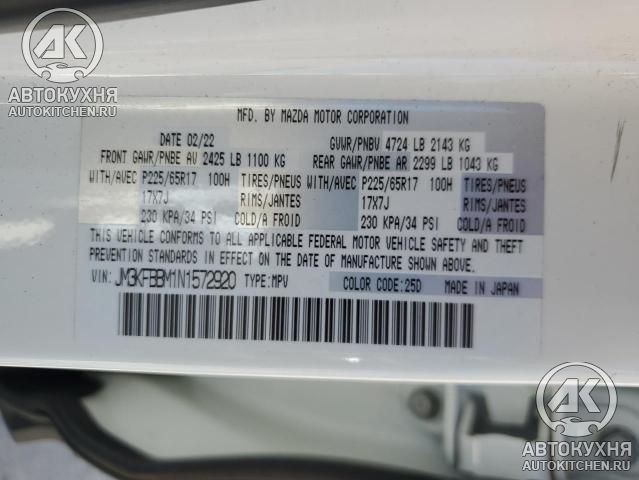 AK
АВТОКУХНЯ
AUTOKITCHEN.RU
MFD. BY MAZDA MOTOR CORPORATION
DATE 02/22 GVWR/PNBV 4724 LB 2143 KG
FRONT GAWR/PNBE AV 2425 LB 1100 KG REAR GAWR/PNBE AR 2299 LB 1043 KG
WITH/AVEC P225/65R17 100H TIRES/PNEUS WITH/AVEC P225/65R17 100H TIRES/PNEUS
17X7J RIMS/JANTES 17X7J RIMS/JANTES
230 KPA/34 PSI COLD/A FROID 230 KPA/34 PSI COLD/A FROID
THIS VEHICLE CONFORMS TO ALL APPLICABLE FEDERAL MOTOR VEHICLE SAFETY AND THEFT
PREVENTION STANDARDS IN EFFECT ON THE DATE OF MANUFACTURE SHOWN ABOVE.
VIN: JM3KFBBM1N1572920 TYPE:MPV COLOR CODE:25D MADE IN JAPAN
AK
АВТОКУХНЯ
AUTOKITCHEN.RU